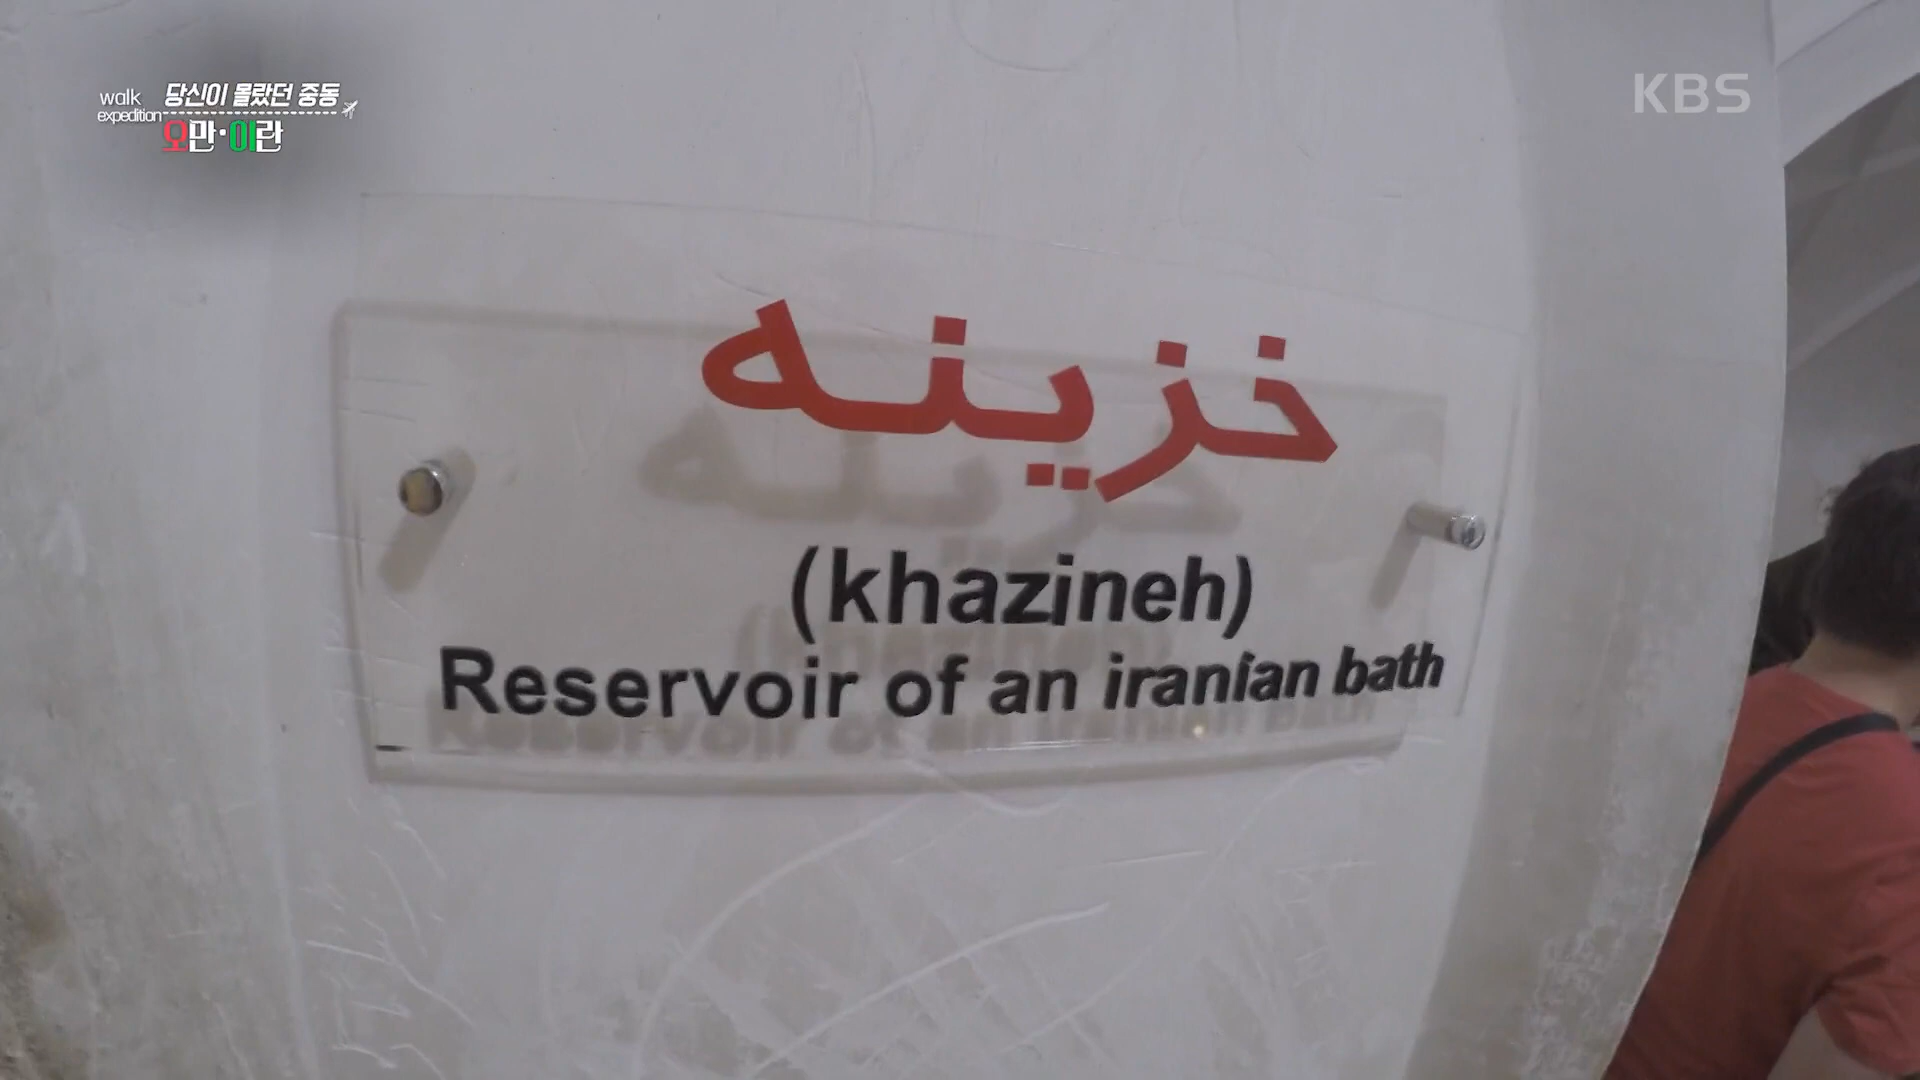 walk 당신이 몰랐던 중동
expedition 오만·이란
KBS
خزینه
(khazineh)
Reservoir of an iranian bath